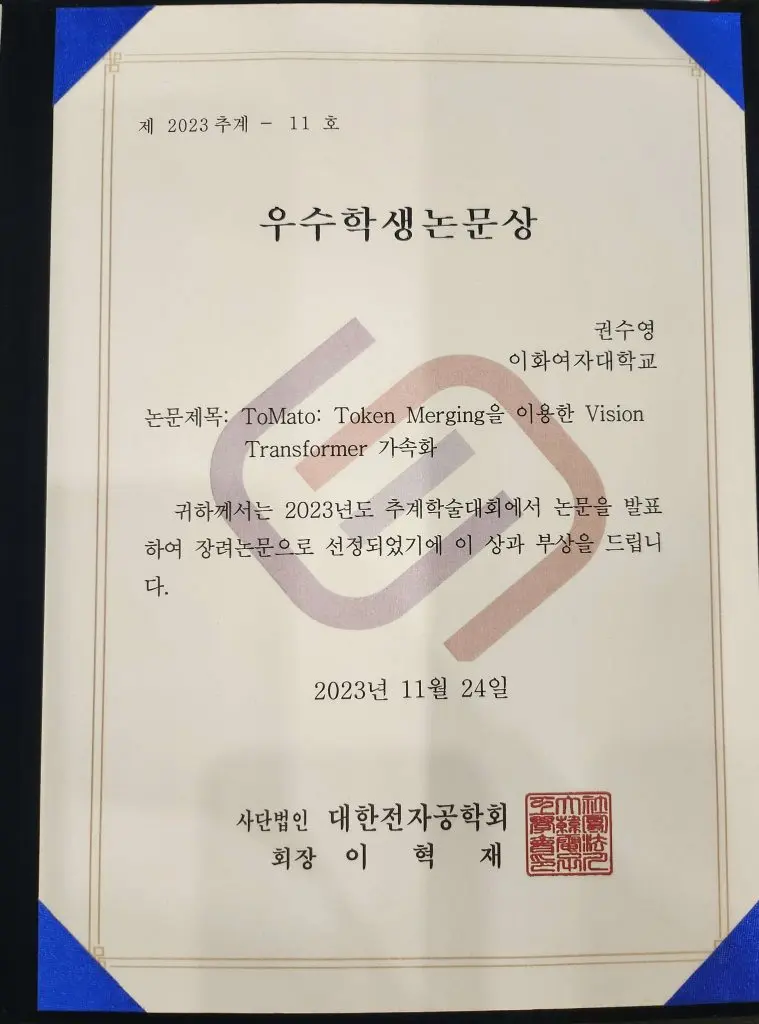 제 2023추계 - 11 호
우수학생논문상
권수영
이화여자대학교
논문제목: ToMato: Token Merging을 이용한 Vision
Transformer 가속화
귀하께서는 2023년도 추계학술대회에서 논문을 발표
하여 장려논문으로 선정되었기에 이 상과 부상을 드립니
다.
2023년 11월 24일
사단법인 대한전자공학회
회장 이 혁 재